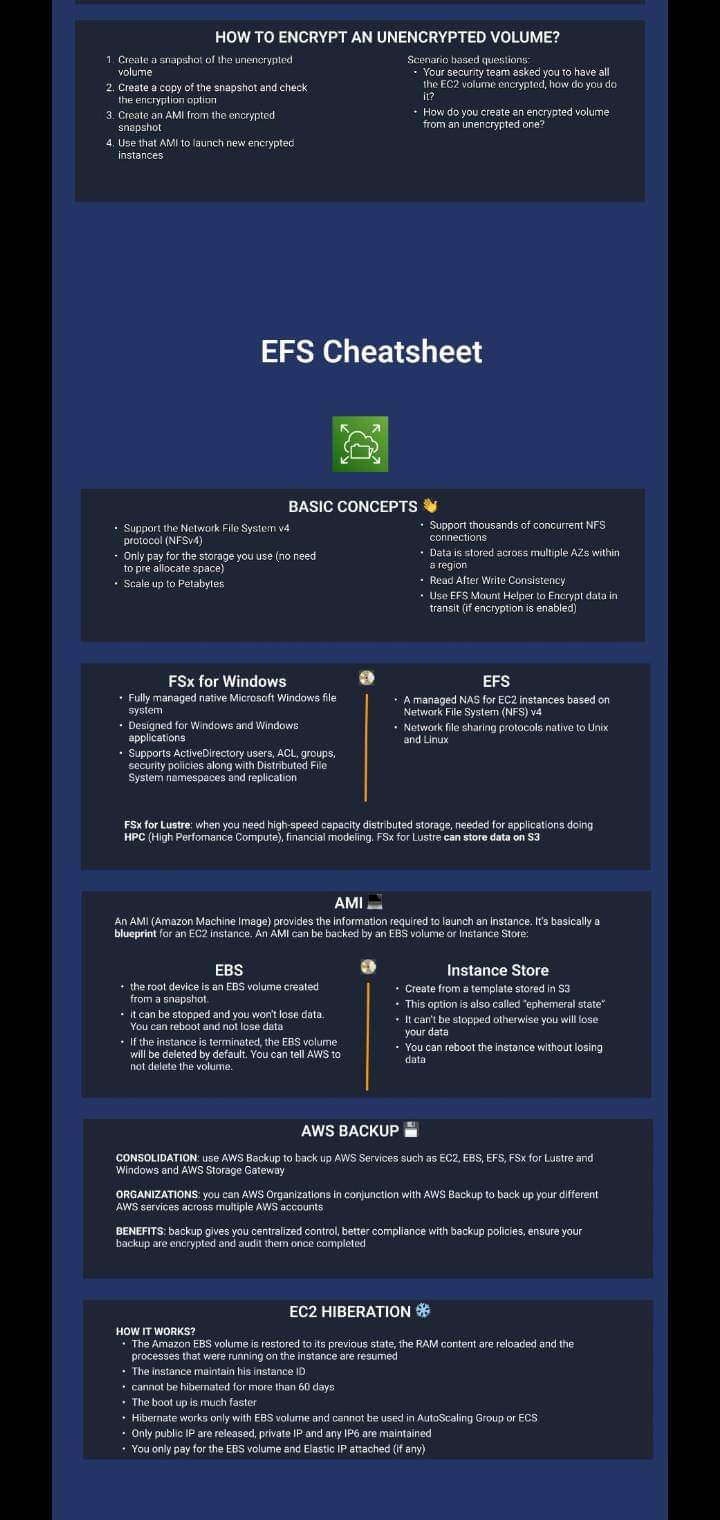 HOW TO ENCRYPT AN UNENCRYPTED VOLUME?
1. Create a snapshot of the unencrypted
volume
2. Create a copy of the snapshot and check
the encryption option
3. Create an AMI from the encrypted
snapshot
4. Use that AMI to launch new encrypted
instances
Scenario based questions:
• Your security team asked you to have all
the EC2 volume encrypted, how do you do
it?
• How do you create an encrypted volume
from an unencrypted one?
EFS Cheatsheet
BASIC CONCEPTS 👋
• Support the Network File System v4
protocol (NFSv4)
• Only pay for the storage you use (no need
to pre allocate space)
• Scale up to Petabytes
• Support thousands of concurrent NFS
connections
• Data is stored across multiple AZs within
a region
• Read After Write Consistency
• Use EFS Mount Helper to Encrypt data in
transit (if encryption is enabled)
FSx for Windows
• Fully managed native Microsoft Windows file
system
• Designed for Windows and Windows
applications
• Supports ActiveDirectory users, ACL, groups,
security policies along with Distributed File
System namespaces and replication
EFS
• A managed NAS for EC2 instances based on
Network File System (NFS) v4
• Network file sharing protocols native to Unix
and Linux
FSx for Lustre: when you need high-speed capacity distributed storage, needed for applications doing
HPC (High Perfomance Compute), financial modeling. FSx for Lustre can store data on S3
AMI 💻
An AMI (Amazon Machine Image) provides the information required to launch an instance. It's basically a
blueprint for an EC2 instance. An AMI can be backed by an EBS volume or Instance Store:
EBS
• the root device is an EBS volume created
from a snapshot.
• it can be stopped and you won't lose data.
You can reboot and not lose data
• If the instance is terminated, the EBS volume
will be deleted by default. You can tell AWS to
not delete the volume.
Instance Store
• Create from a template stored in S3
• This option is also called “ephemeral state”
• It can't be stopped otherwise you will lose
your data
• You can reboot the instance without losing
data
AWS BACKUP 💾
CONSOLIDATION: use AWS Backup to back up AWS Services such as EC2, EBS, EFS, FSx for Lustre and
Windows and AWS Storage Gateway
ORGANIZATIONS: you can AWS Organizations in conjunction with AWS Backup to back up your different
AWS services across multiple AWS accounts
BENEFITS: backup gives you centralized control, better compliance with backup policies, ensure your
backup are encrypted and audit them once completed
EC2 HIBERATION ❄️
HOW IT WORKS?
• The Amazon EBS volume is restored to its previous state, the RAM content are reloaded and the
processes that were running on the instance are resumed
• The instance maintain his instance ID
• cannot be hibernated for more than 60 days
• The boot up is much faster
• Hibernate works only with EBS volume and cannot be used in AutoScaling Group or ECS
• Only public IP are released, private IP and any IP6 are maintained
• You only pay for the EBS volume and Elastic IP attached (if any)